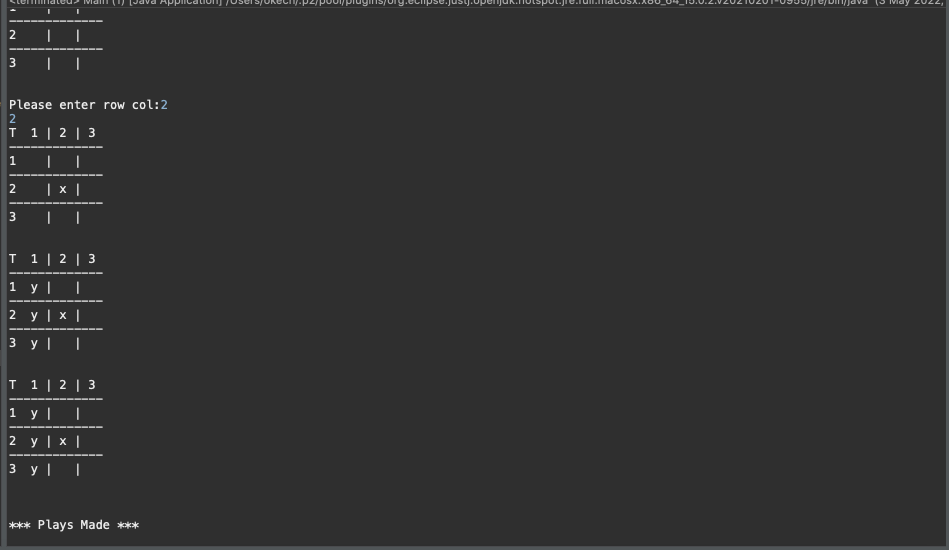 <terminated> Main (1) [Java Application] /Users/okech/.p2/pool/plugins/org.eclipse.justj.openjdk.hotspot.jre.full.macosx.x86_64_15.0.2.v20210201-0955/jre/bin/java (3 May 2022,
-------------
2    |   |
-------------
3    |   |
Please enter row col:2
2
T  1 | 2 | 3
-------------
1    |   |
-------------
2    | x |
-------------
3    |   |
T  1 | 2 | 3
-------------
1  y |   |
-------------
2  y | x |
-------------
3  y |   |
T  1 | 2 | 3
-------------
1  y |   |
-------------
2  y | x |
-------------
3  y |   |
*** Plays Made ***